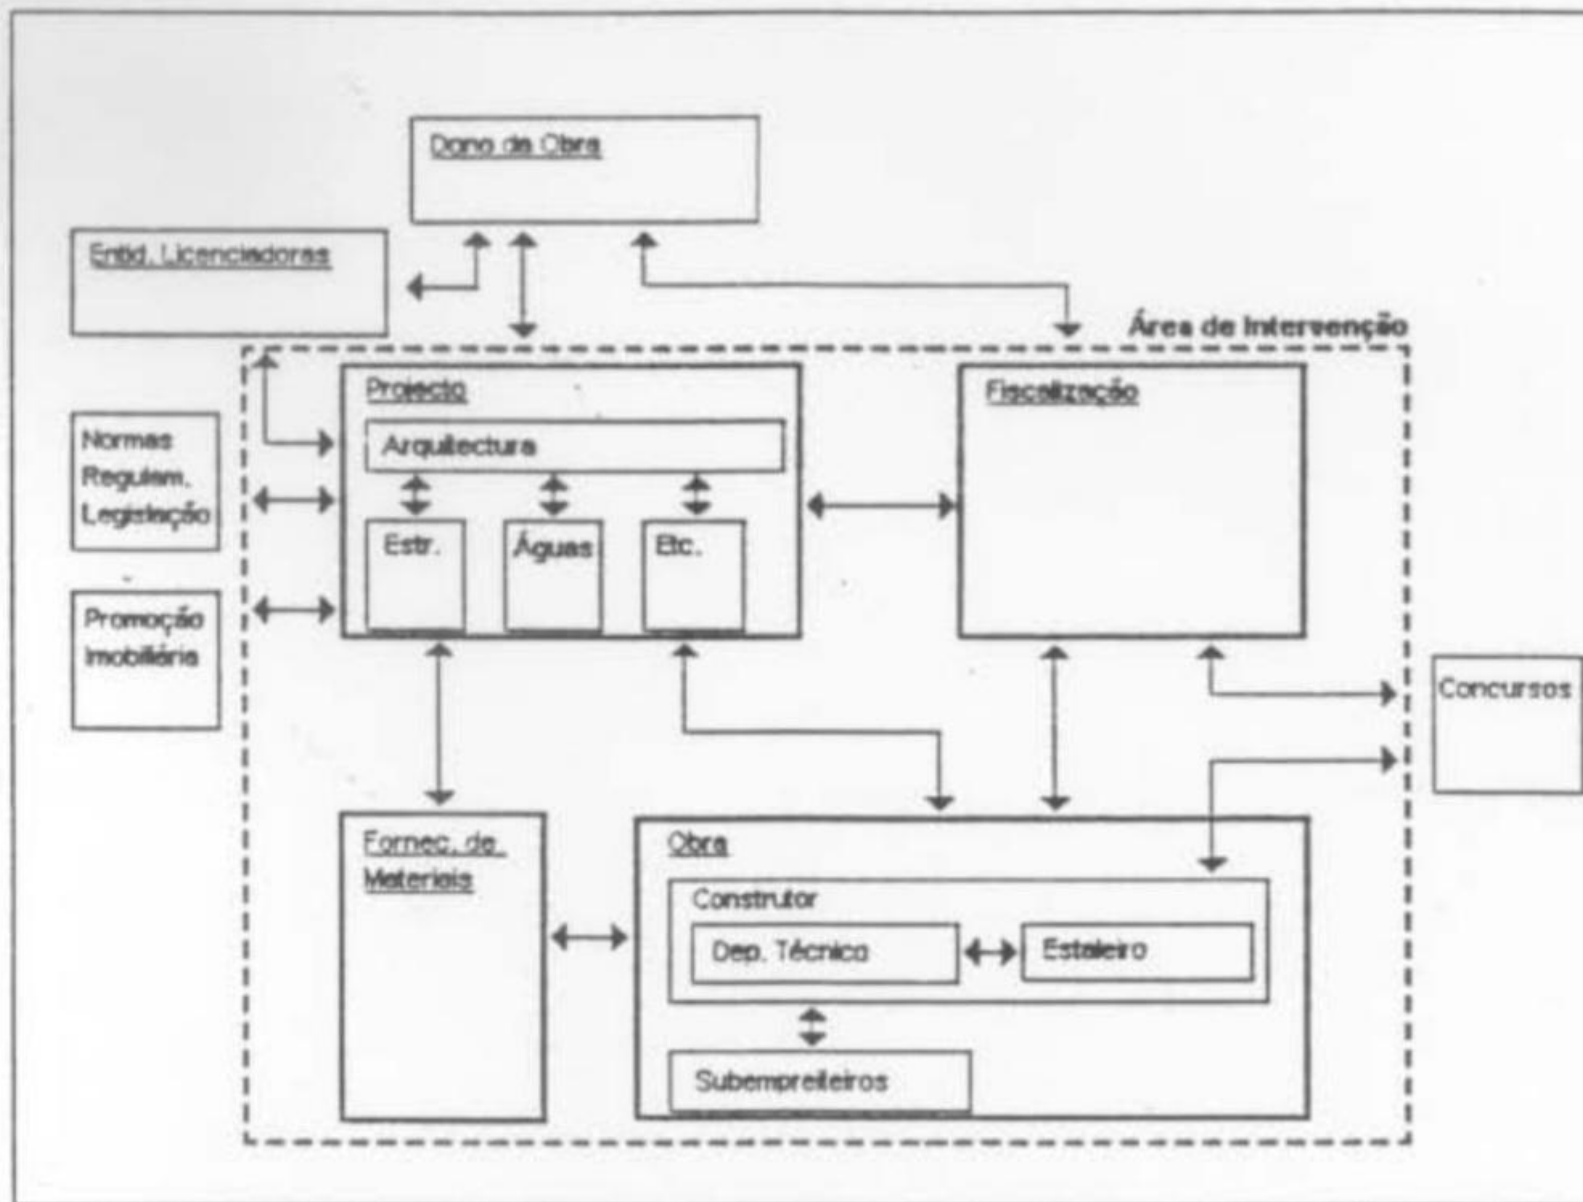 Dono da Obra
Entid. Licenciadoras
Área de Intervenção
Projecto
Fiscalização
Arquitectura
Normas
Regulam.
Legislação
Estr.
Águas
Etc.
Promoção
Imobiliária
Concursos
Fornec. de
Materiais
Obra
Construtor
Dep. Técnico
Estaleiro
Subempreiteiros